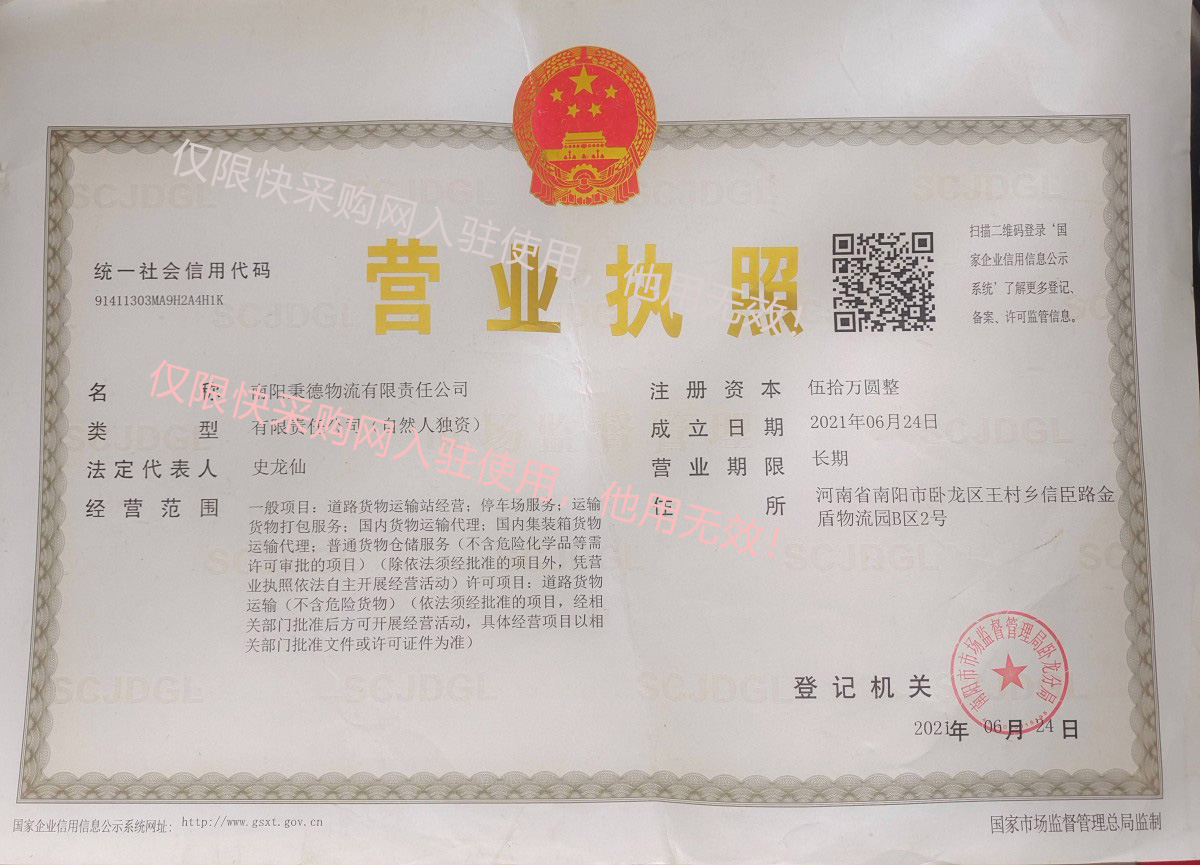 营业执照
统一社会信用代码
91411303MA9H2A4H1K
扫描二维码登录‘国
家企业信用信息公示
系统’了解更多登记、
备案、许可监管信息。
名称 南阳秉德物流有限责任公司
类型 有限责任公司（自然人独资）
法定代表人 史龙仙
经营范围 一般项目：道路货物运输站经营；停车场服务；运输
货物打包服务；国内货物运输代理；国内集装箱货物
运输代理；普通货物仓储服务（不含危险化学品等需
许可审批的项目）（除依法须经批准的项目外，凭营
业执照依法自主开展经营活动）许可项目：道路货物
运输（不含危险货物）（依法须经批准的项目，经相
关部门批准后方可开展经营活动，具体经营项目以相
关部门批准文件或许可证件为准）
注册资本 伍拾万圆整
成立日期 2021年06月24日
营业期限 长期
住所 河南省南阳市卧龙区王村乡信臣路金
盾物流园B区2号
登记机关
南阳市市场监督管理局卧龙分局
2021年06月24日
国家企业信用信息公示系统网址：http://www.gsxt.gov.cn
国家市场监督管理总局监制
仅限快采购网入驻使用，他用无效！
仅限快采购网入驻使用，他用无效！
SCJDGL